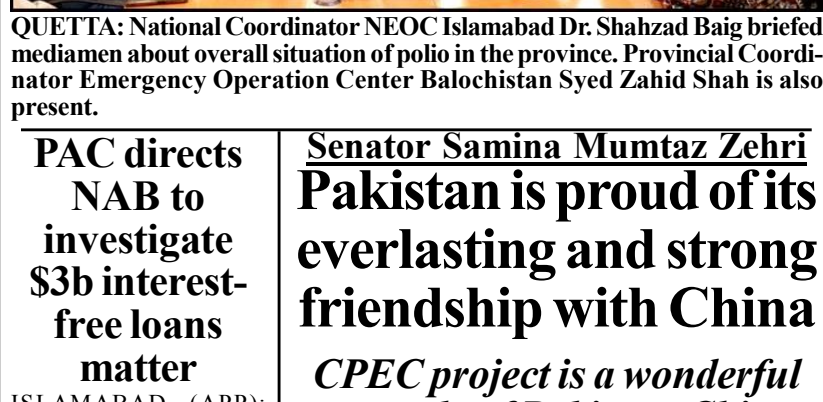 QUETTA: National Coordinator NEOC Islamabad Dr. Shahzad Baig briefed
mediamen about overall situation of polio in the province. Provincial Coordi-
nator Emergency Operation Center Balochistan Syed Zahid Shah is also
present.
PAC directs
NAB to
investigate
$3b interest-
free loans
matter
ISLAMABAD (APP):
Senator Samina Mumtaz Zehri
Pakistan is proud of its
everlasting and strong
friendship with China
CPEC project is a wonderful